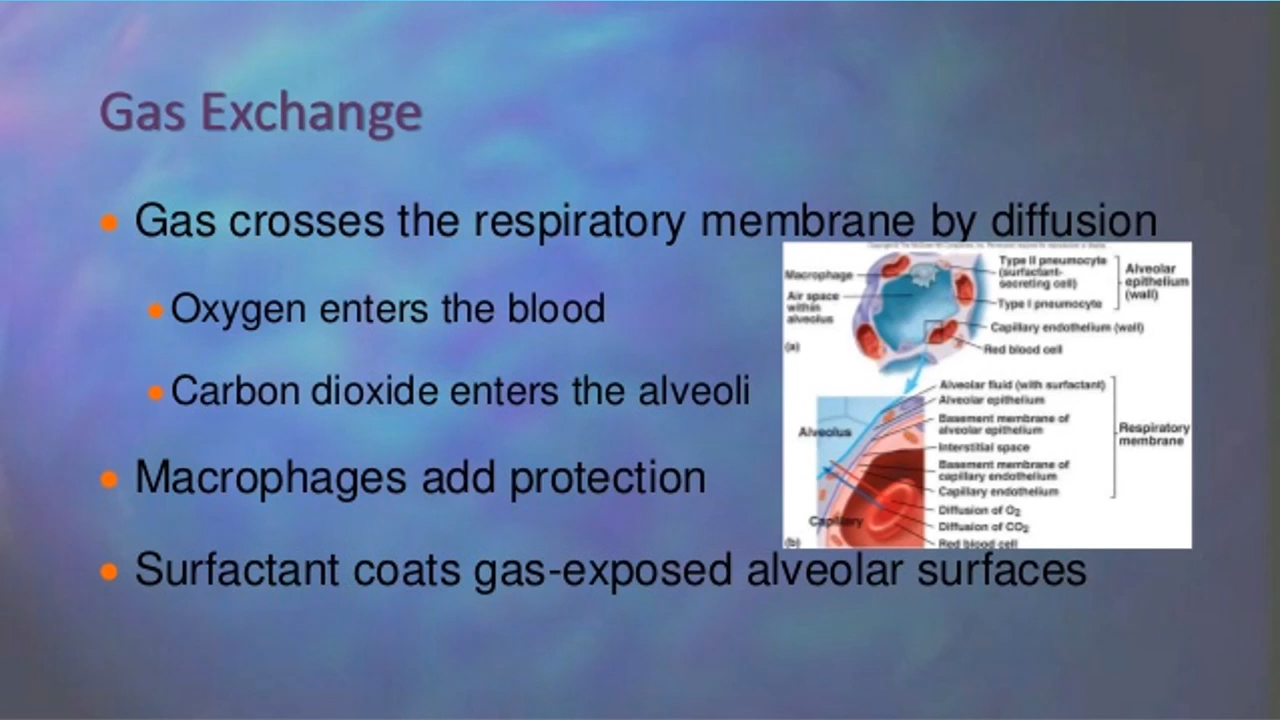 Gas Exchange
Gas crosses the respiratory membrane by diffusion
Oxygen enters the blood
Carbon dioxide enters the alveoli
Macrophages add protection
Surfactant coats gas-exposed alveolar surfaces
Macrophage
Air space
within
alveolus
(a)
Type II pneumocyte
(surfactant-
secreting cell)
Type I pneumocyte
Alveolar
epithelium
(wall)
Capillary endothelium (wall)
Red blood cell
Alveolar fluid (with surfactant)
Alveolar epithelium
Basement membrane of
alveolar epithelium
Interstitial space
Basement membrane of
capillary endothelium
Capillary endothelium
Respiratory
membrane
Diffusion of O2
Diffusion of CO2
Red blood cell
Alveolus
Capillary
(b)